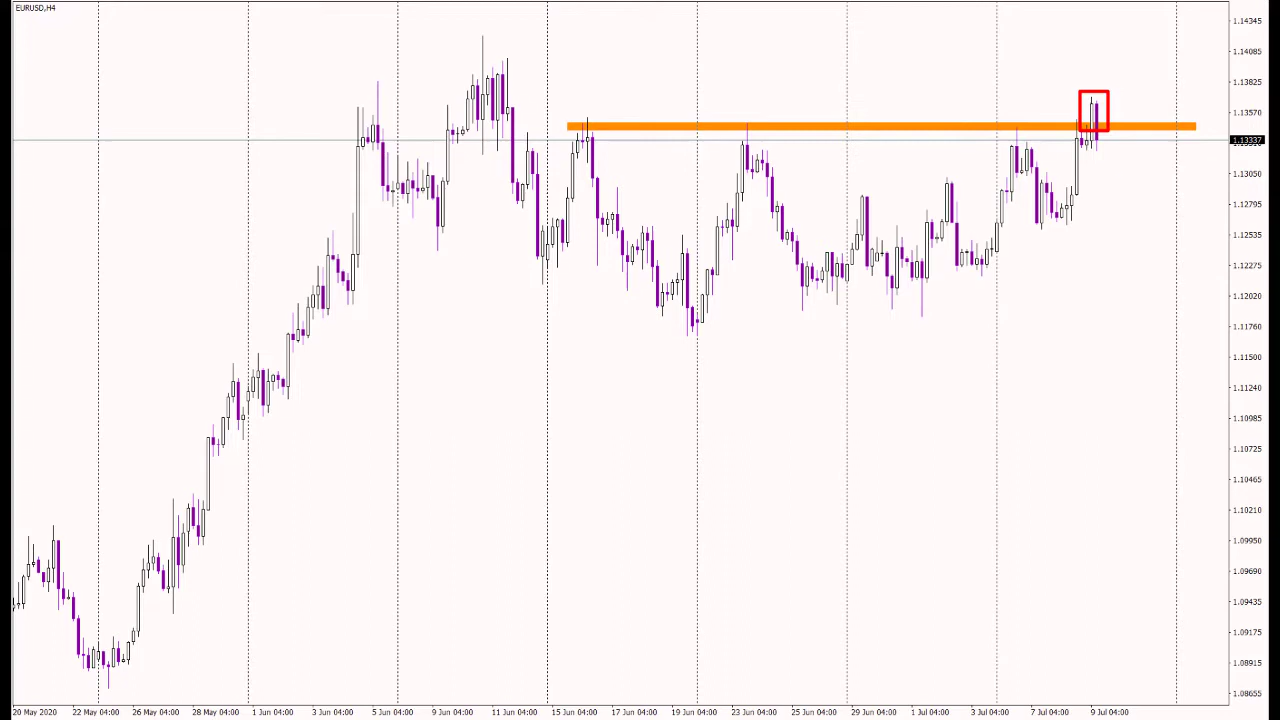 EURUSD,H4
1.14345
1.14085
1.13825
1.13570
1.13337
1.13050
1.12795
1.12535
1.12275
1.12020
1.11760
1.11500
1.11240
1.10985
1.10725
1.10465
1.10210
1.09950
1.09690
1.09435
1.09175
1.08915
1.08655
20 May 2020
22 May 04:00
26 May 04:00
28 May 04:00
1 Jun 04:00
3 Jun 04:00
5 Jun 04:00
9 Jun 04:00
11 Jun 04:00
15 Jun 04:00
17 Jun 04:00
19 Jun 04:00
23 Jun 04:00
25 Jun 04:00
29 Jun 04:00
1 Jul 04:00
3 Jul 04:00
7 Jul 04:00
9 Jul 04:00